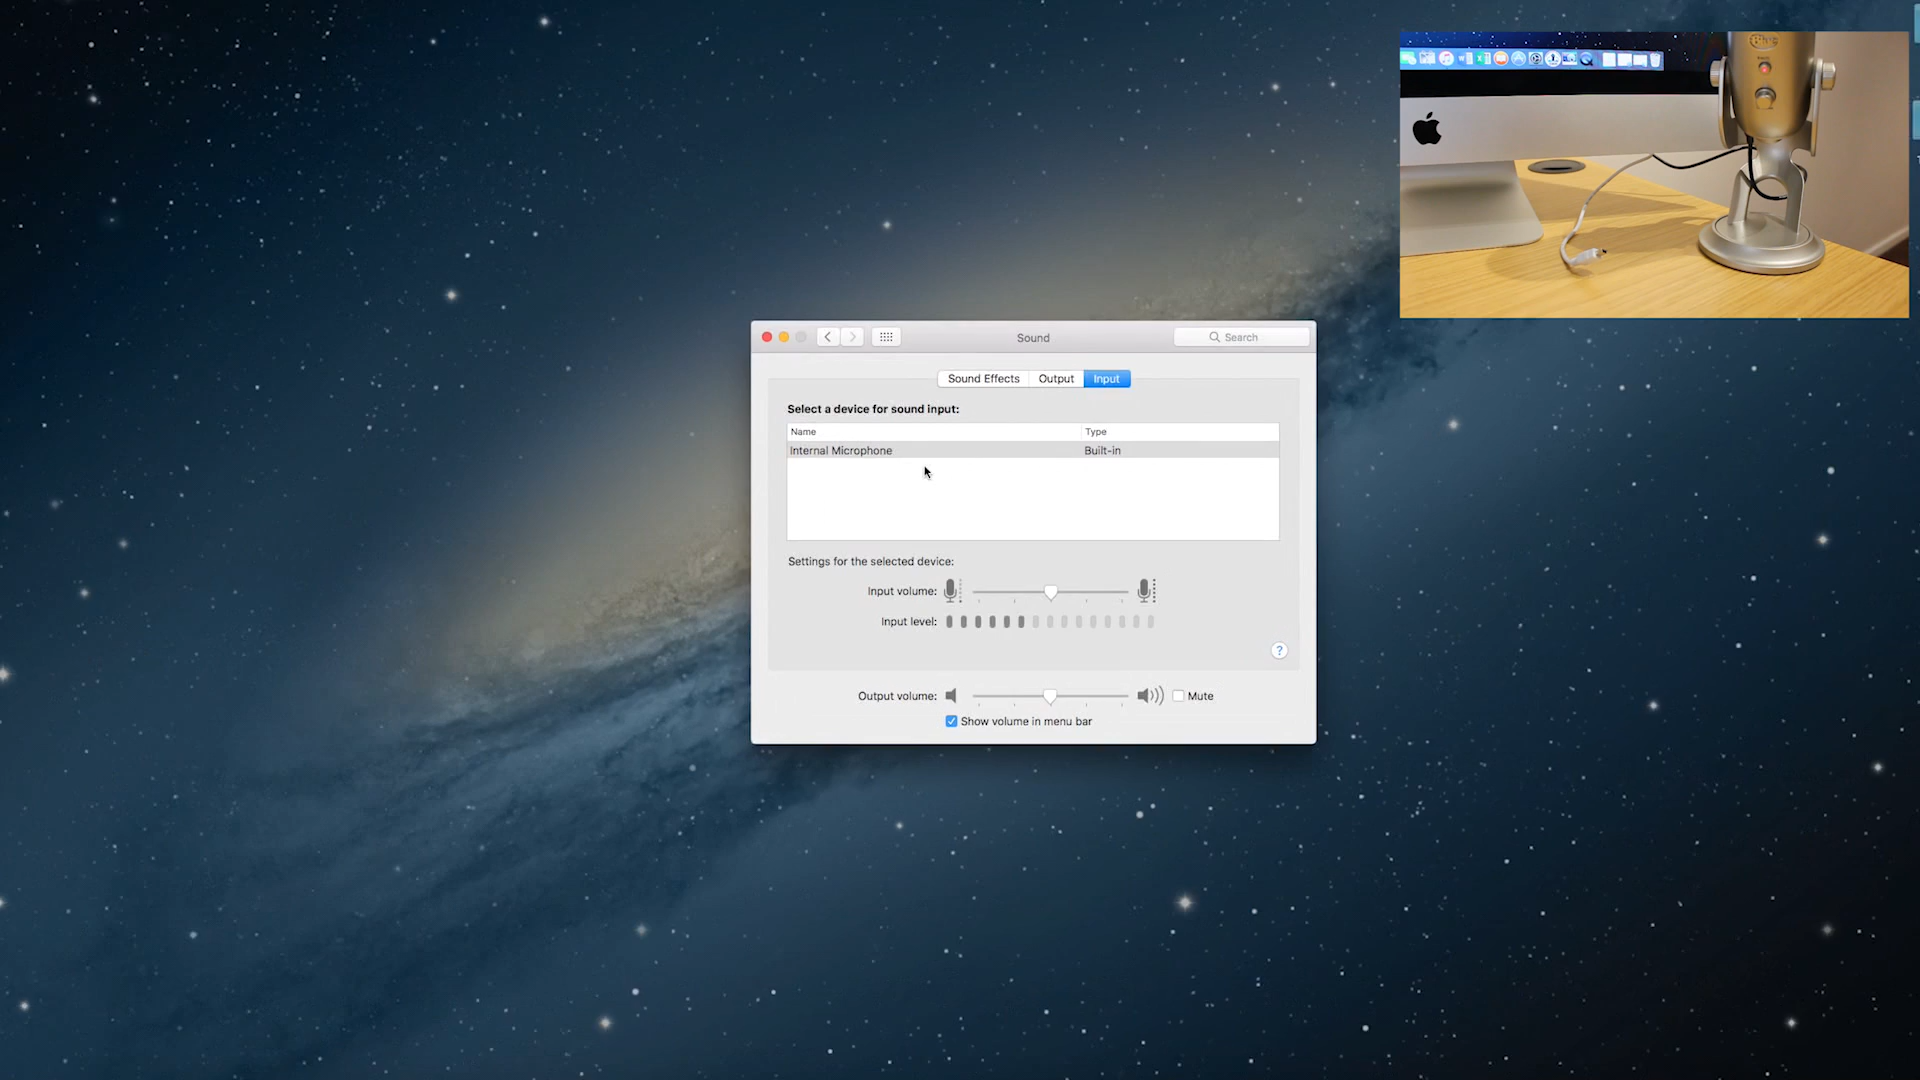 Sound
Search
Sound Effects
Output
Input
Select a device for sound input:
Name
Type
Internal Microphone
Built-in
Settings for the selected device:
Input volume:
Input level:
?
Output volume:
Mute
Show volume in menu bar